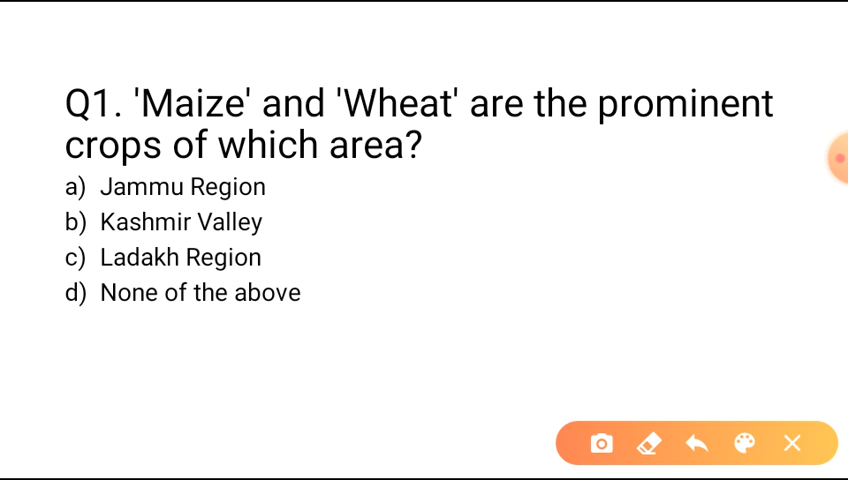 Q1. 'Maize' and 'Wheat' are the prominent
crops of which area?
a) Jammu Region
b) Kashmir Valley
c) Ladakh Region
d) None of the above